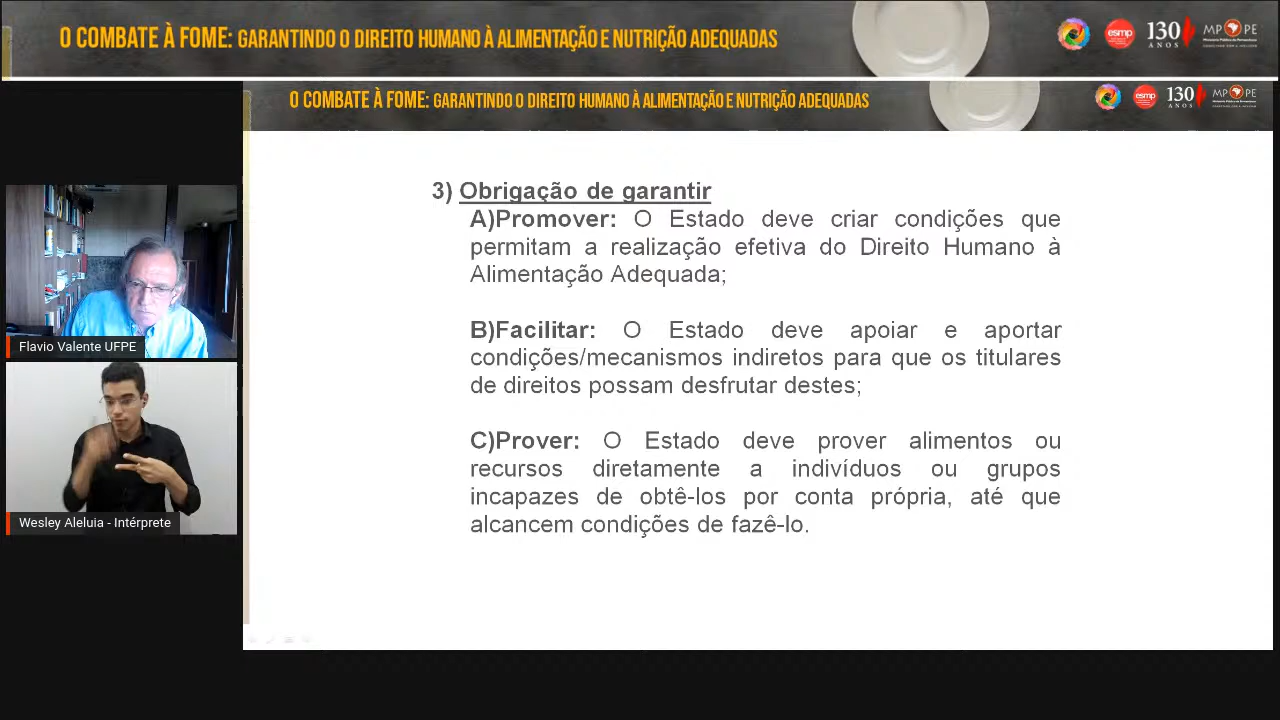 O COMBATE À FOME: GARANTINDO O DIREITO HUMANO À ALIMENTAÇÃO E NUTRIÇÃO ADEQUADAS
esmp
130 ANOS
MPPE
O COMBATE À FOME: GARANTINDO O DIREITO HUMANO À ALIMENTAÇÃO E NUTRIÇÃO ADEQUADAS
esmp
130 ANOS
MPPE
3) Obrigação de garantir
A)Promover: O Estado deve criar condições que
permitam a realização efetiva do Direito Humano à
Alimentação Adequada;
B)Facilitar: O Estado deve apoiar e aportar
condições/mecanismos indiretos para que os titulares
de direitos possam desfrutar destes;
C)Prover: O Estado deve prover alimentos ou
recursos diretamente a indivíduos ou grupos
incapazes de obtê-los por conta própria, até que
alcancem condições de fazê-lo.
Flavio Valente UFPE
Wesley Aleluia - Intérprete